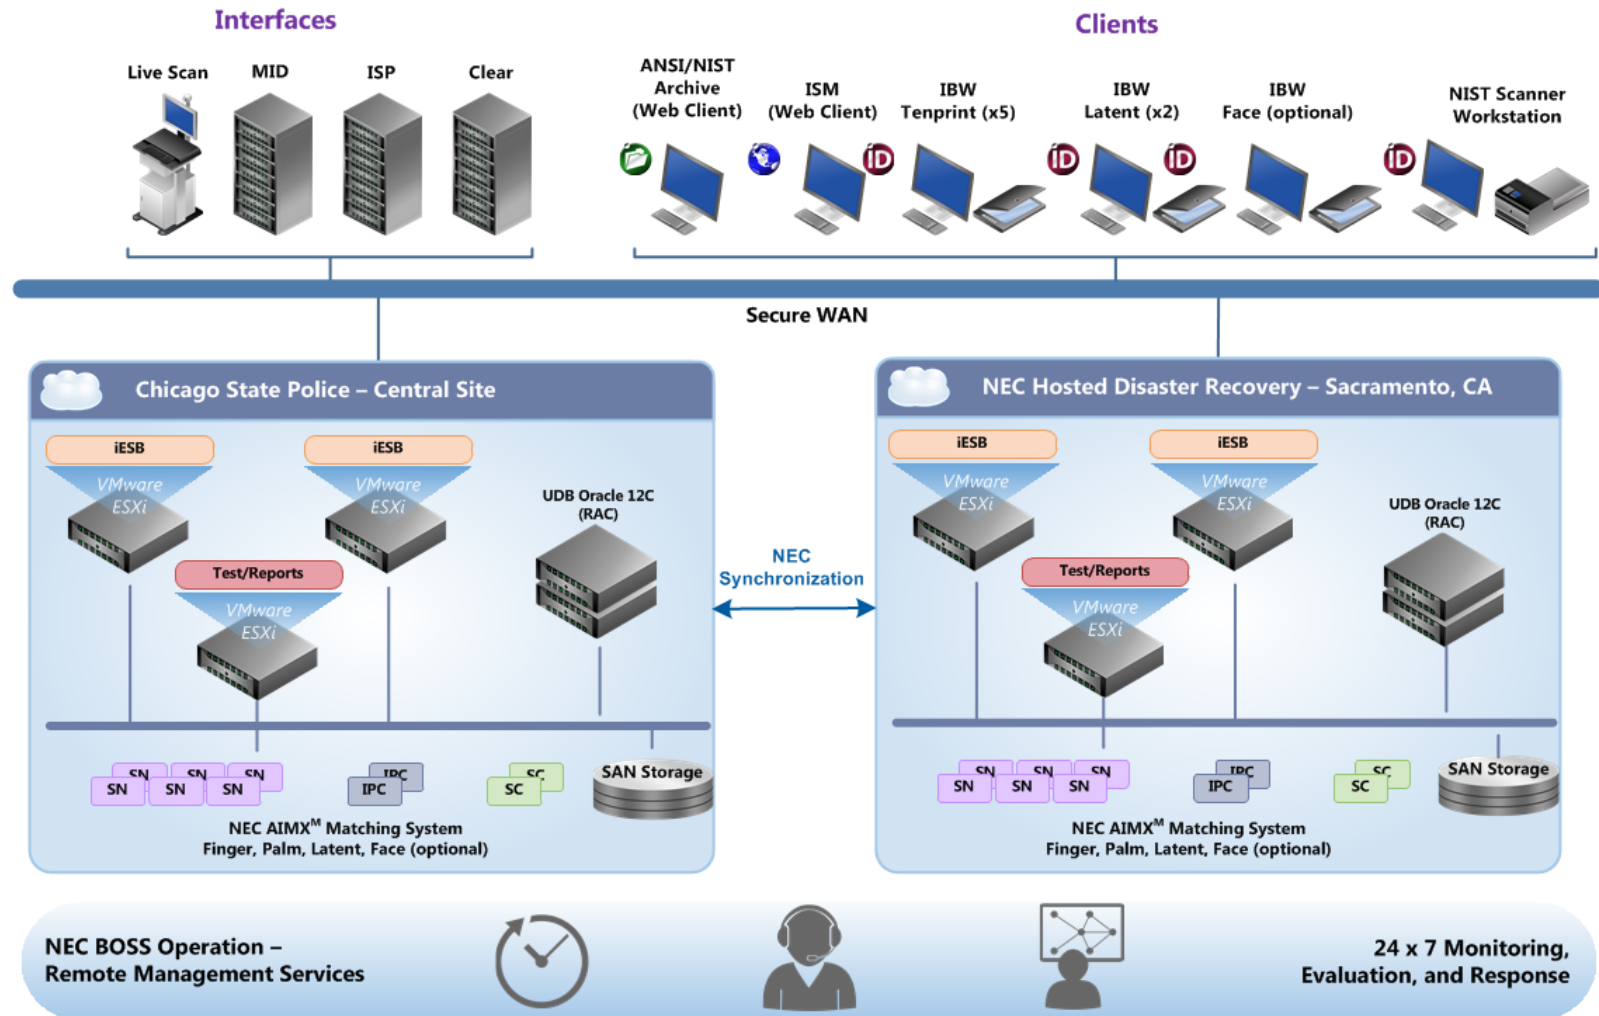 Interfaces
Clients
Live Scan
MID
ISP
Clear
ANSI/NIST
Archive
(Web Client)
ISM
(Web Client)
IBW
Tenprint (x5)
IBW
Latent (x2)
IBW
Face (optional)
NIST Scanner
Workstation
iD
iD
iD
iD
Secure WAN
Chicago State Police – Central Site
iESB
iESB
VMware
ESXi
VMware
ESXi
UDB Oracle 12C
(RAC)
Test/Reports
VMware
ESXi
SN
SN
SN
SN
SN
SN
IPC
IPC
SC
SC
SAN Storage
NEC AIMXᴹ Matching System
Finger, Palm, Latent, Face (optional)
NEC
Synchronization
NEC Hosted Disaster Recovery – Sacramento, CA
iESB
iESB
VMware
ESXi
VMware
ESXi
UDB Oracle 12C
(RAC)
Test/Reports
VMware
ESXi
SN
SN
SN
SN
SN
SN
IPC
IPC
SC
SC
SAN Storage
NEC AIMXᴹ Matching System
Finger, Palm, Latent, Face (optional)
NEC BOSS Operation –
Remote Management Services
24 x 7 Monitoring,
Evaluation, and Response